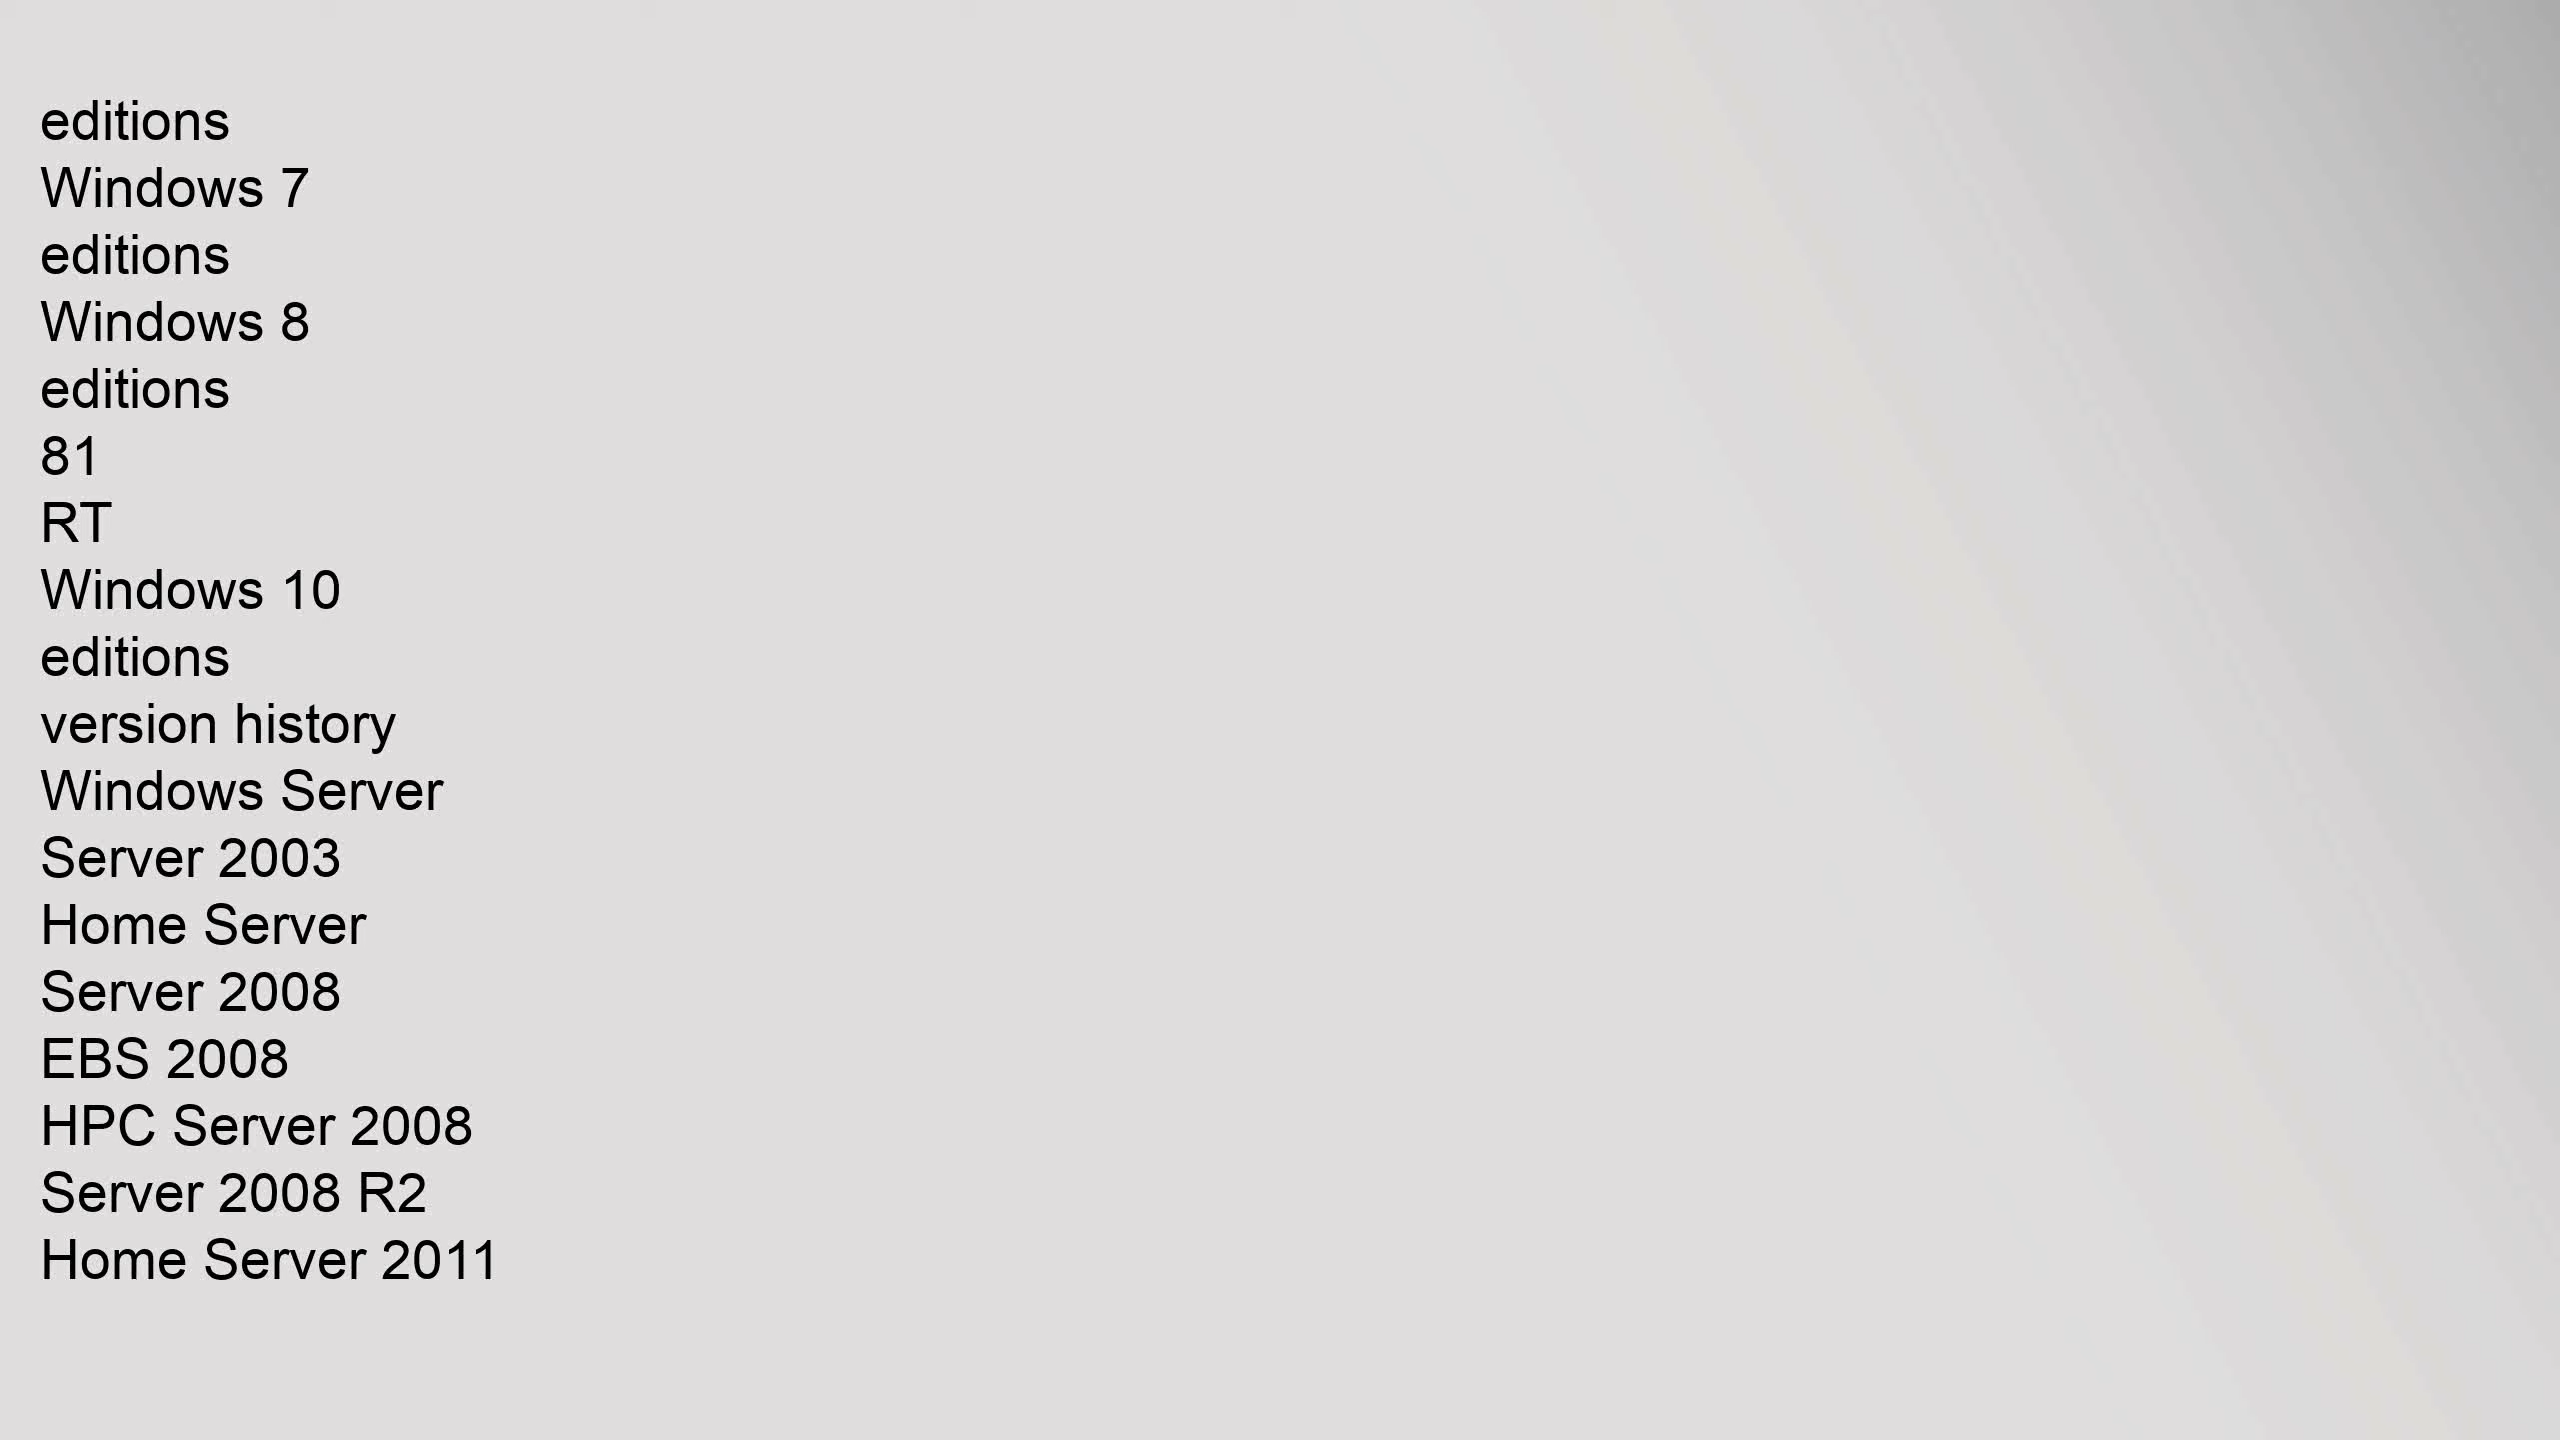 editions
Windows 7
editions
Windows 8
editions
81
RT
Windows 10
editions
version history
Windows Server
Server 2003
Home Server
Server 2008
EBS 2008
HPC Server 2008
Server 2008 R2
Home Server 2011